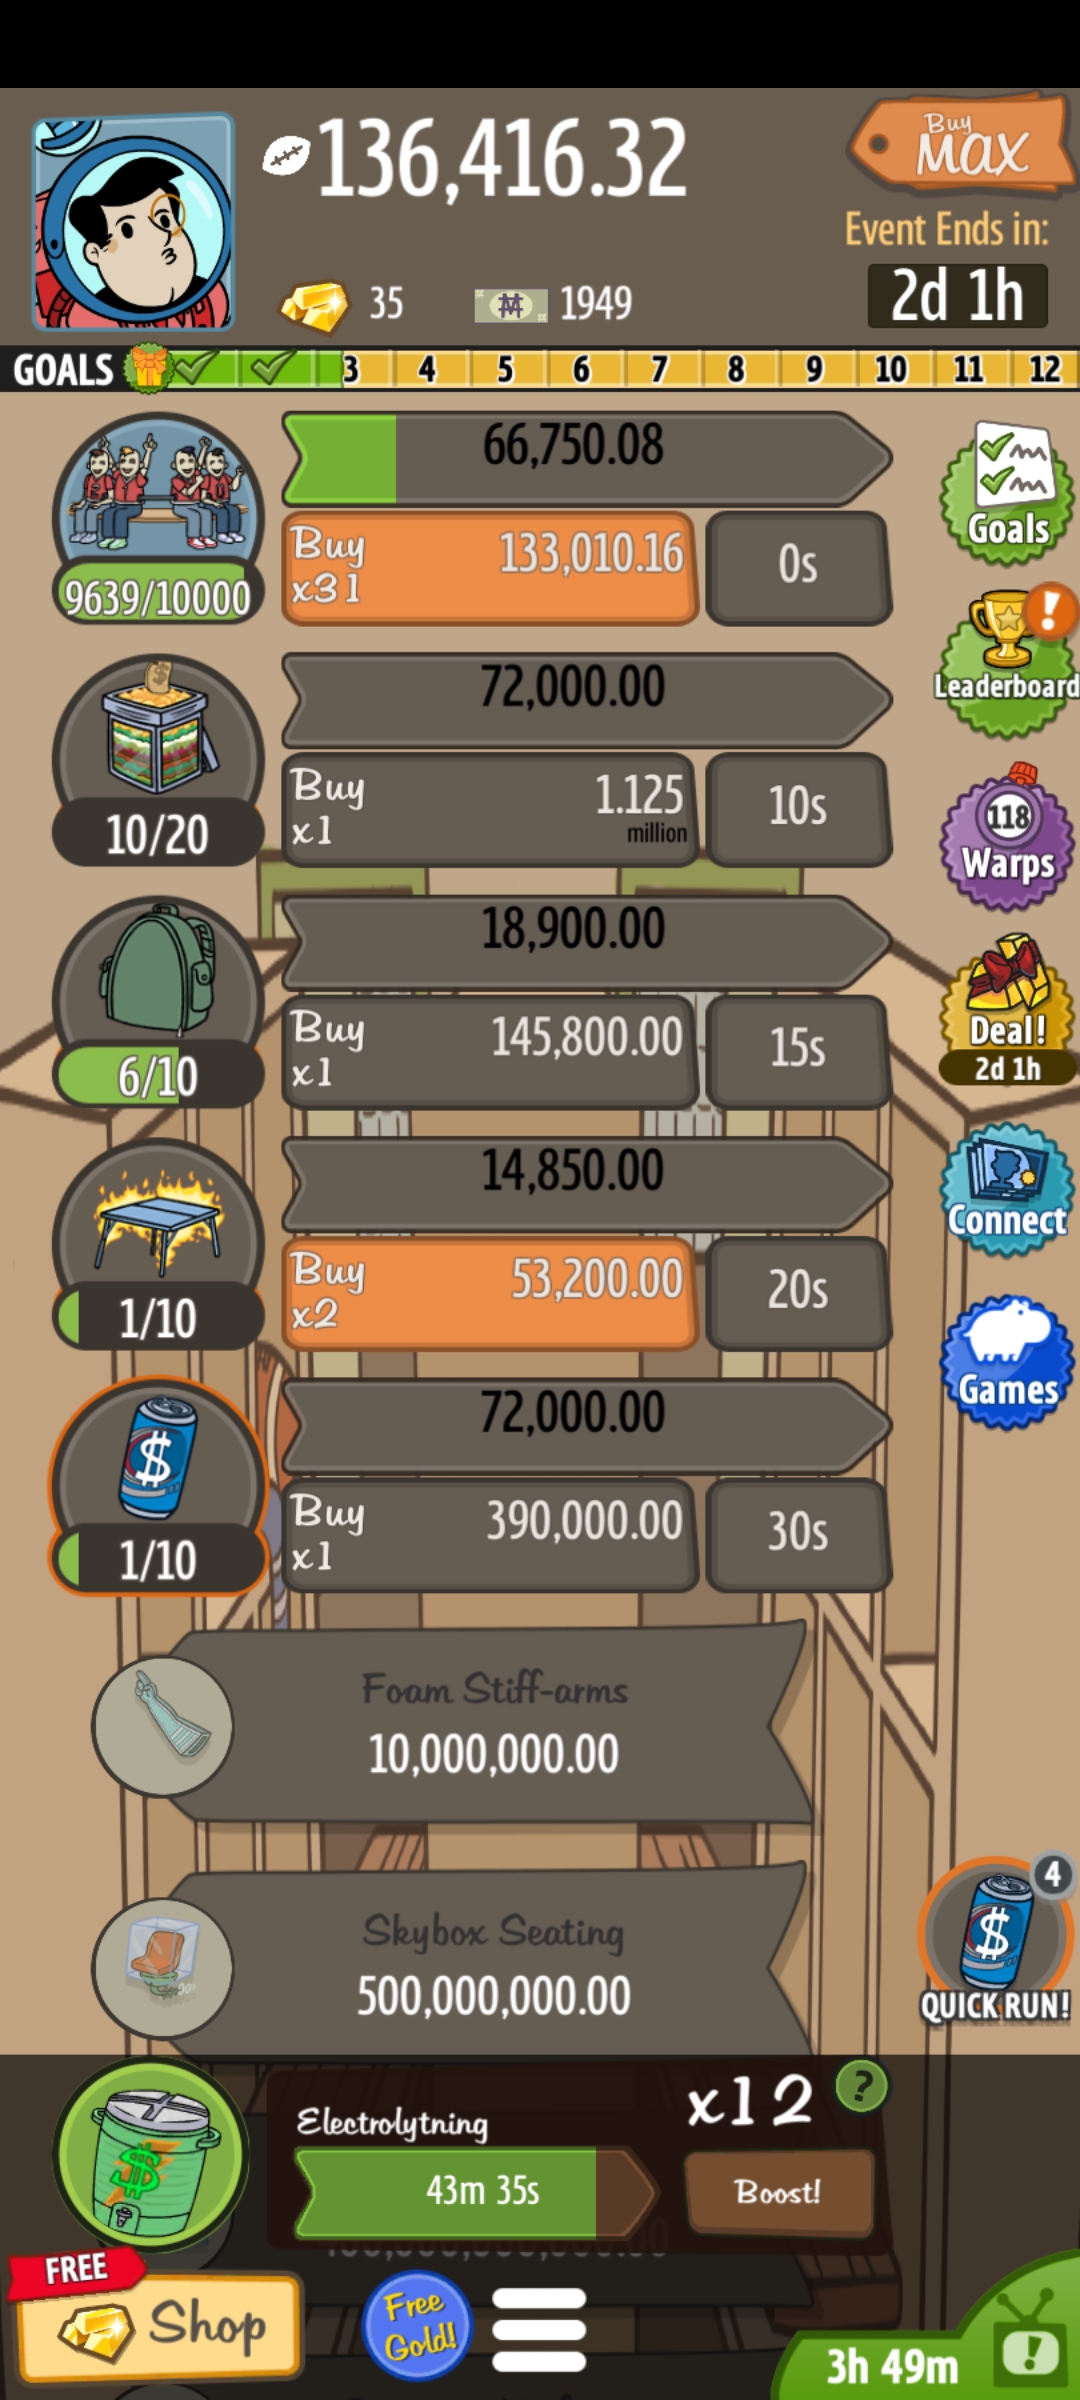 136,416.32
Buy
MAX
Event Ends in:
35
1949
2d 1h
GOALS 3 4 5 6 7 8 9 10 11 12
66,750.08
Goals
Buy
x31
133,010.16
0s
9639/10000
Leaderboard
72,000.00
Buy
x1
1.125
million
10s
10/20
118
Warps
18,900.00
Buy
x1
145,800.00
15s
6/10
Deal!
2d 1h
14,850.00
Buy
x2
53,200.00
20s
1/10
Connect
72,000.00
Buy
x1
390,000.00
30s
1/10
Games
Foam Stiff-arms
10,000,000.00
Skybox Seating
500,000,000.00
4
QUICK RUN!
Electrolytning
x12
?
43m 35s
Boost!
FREE
Shop
Free
Gold!
3h 49m